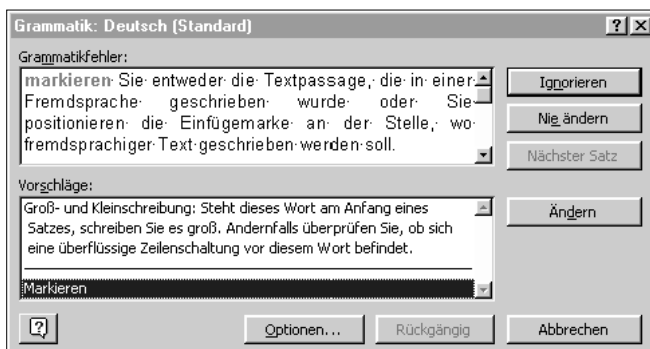 Grammatik: Deutsch (Standard)
Grammatikfehler:
markieren Sie entweder die Textpassage, die in einer
Fremdsprache geschrieben wurde oder Sie
positionieren die Einfügemarke an der Stelle, wo
fremdsprachiger Text geschrieben werden soll.
Ignorieren
Nie ändern
Nächster Satz
Vorschläge:
Groß- und Kleinschreibung: Steht dieses Wort am Anfang eines
Satzes, schreiben Sie es groß. Andernfalls überprüfen Sie, ob sich
eine überflüssige Zeilenschaltung vor diesem Wort befindet.
Markieren
Ändern
Optionen...
Rückgängig
Abbrechen